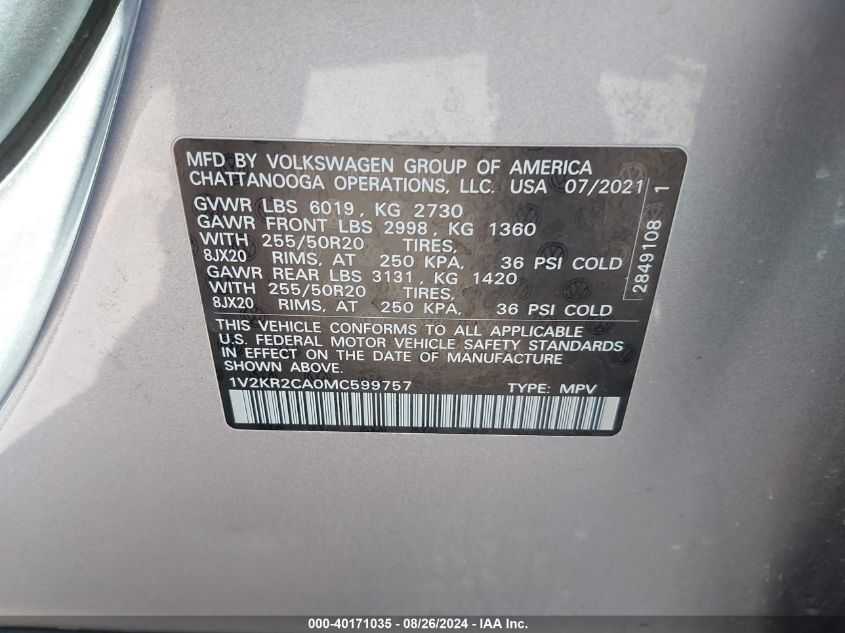 MFD BY VOLKSWAGEN GROUP OF AMERICA
CHATTANOOGA OPERATIONS, LLC. USA 07/2021
GVWR LBS 6019, KG 2730
GAWR FRONT LBS 2998, KG 1360
WITH 255/50R20 TIRES,
8JX20 RIMS, AT 250 KPA, 36 PSI COLD
GAWR REAR LBS 3131, KG 1420
WITH 255/50R20 TIRES,
8JX20 RIMS, AT 250 KPA, 36 PSI COLD
THIS VEHICLE CONFORMS TO ALL APPLICABLE
U.S. FEDERAL MOTOR VEHICLE SAFETY STANDARDS
IN EFFECT ON THE DATE OF MANUFACTURE
SHOWN ABOVE.
1V2KR2CA0MC599757 TYPE: MPV
2849108
1
000-40171035 - 08/26/2024 - IAA Inc.